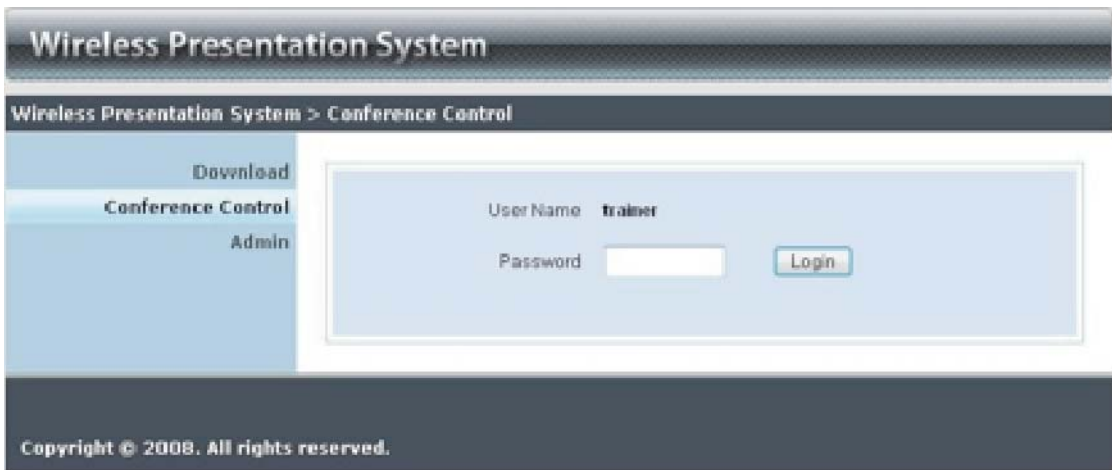 Wireless Presentation System
Wireless Presentation System > Conference Control
Download
Conference Control
Admin
User Name trainer
Password Login
Copyright © 2008. All rights reserved.